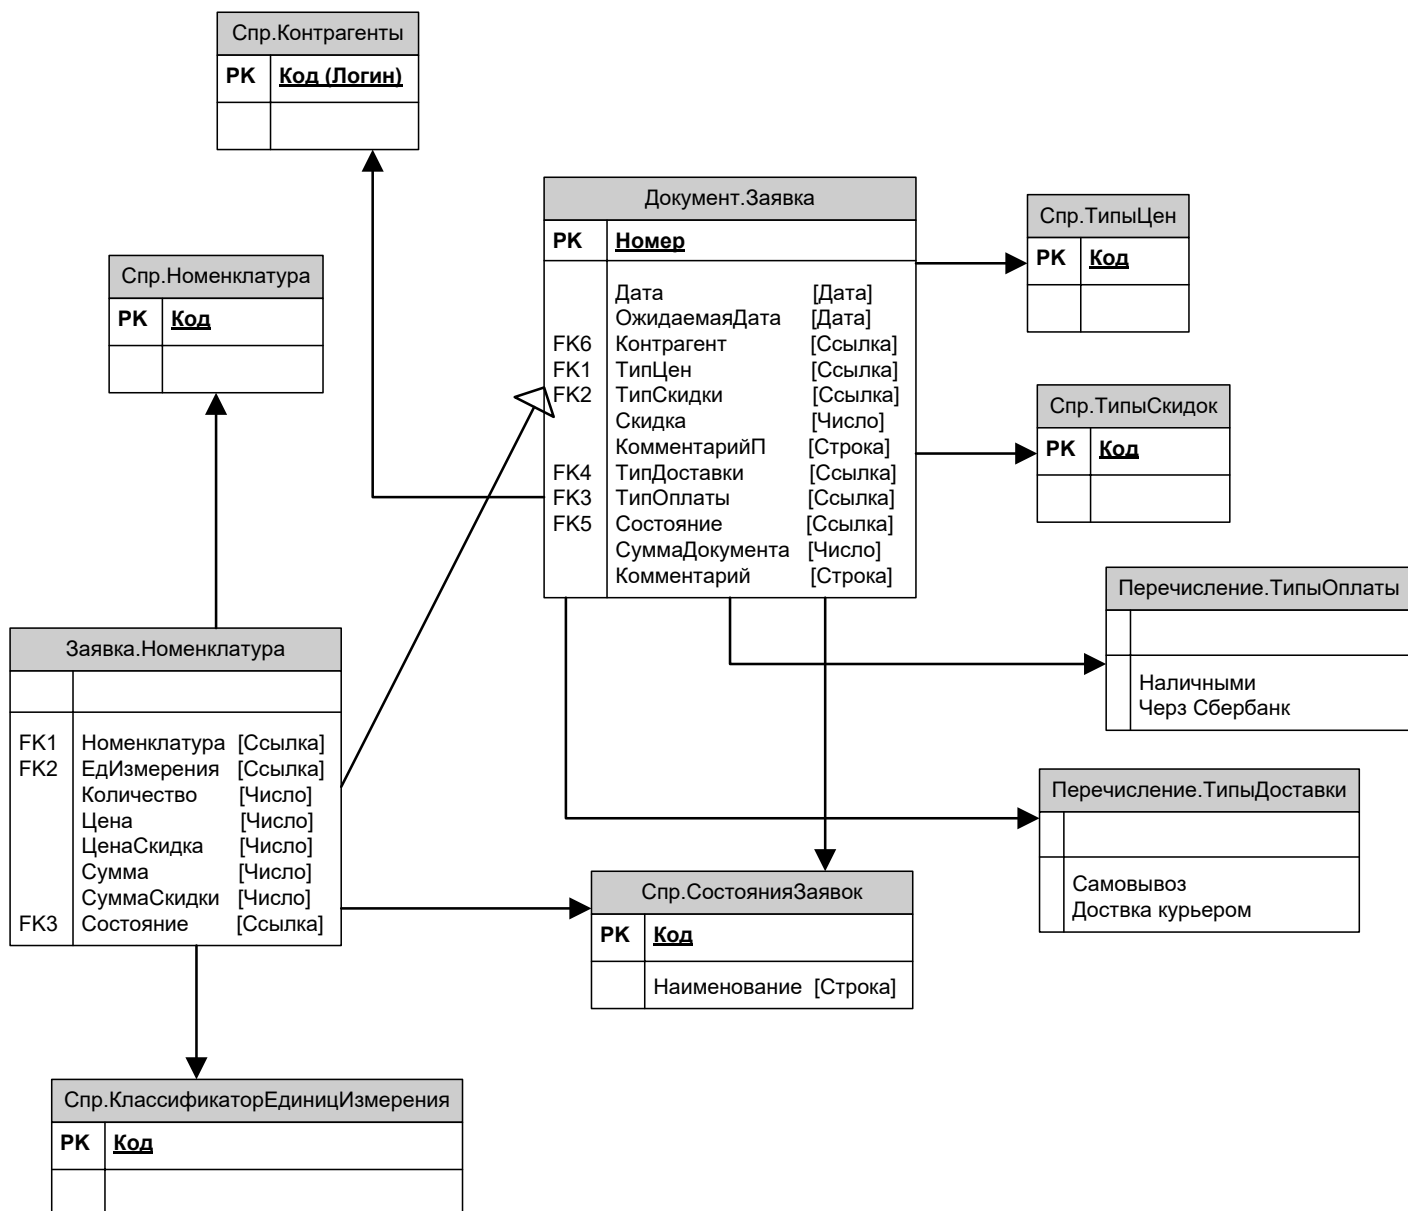 Спр.Контрагенты
PK Код (Логин)
Документ.Заявка
PK Номер
Дата [Дата]
ОжидаемаяДата [Дата]
FK6 Контрагент [Ссылка]
FK1 ТипЦен [Ссылка]
FK2 ТипСкидки [Ссылка]
Скидка [Число]
КомментарийП [Строка]
FK4 ТипДоставки [Ссылка]
FK3 ТипОплаты [Ссылка]
FK5 Состояние [Ссылка]
СуммаДокумента [Число]
Комментарий [Строка]
Спр.ТипыЦен
PK Код
Спр.Номенклатура
PK Код
Спр.ТипыСкидок
PK Код
Перечисление.ТипыОплаты
Наличными
Черз Сбербанк
Заявка.Номенклатура
FK1 Номенклатура [Ссылка]
FK2 ЕдИзмерения [Ссылка]
Количество [Число]
Цена [Число]
ЦенаСкидка [Число]
Сумма [Число]
СуммаСкидки [Число]
FK3 Состояние [Ссылка]
Перечисление.ТипыДоставки
Самовывоз
Доствка курьером
Спр.СостоянияЗаявок
PK Код
Наименование [Строка]
Спр.КлассификаторЕдиницИзмерения
PK Код